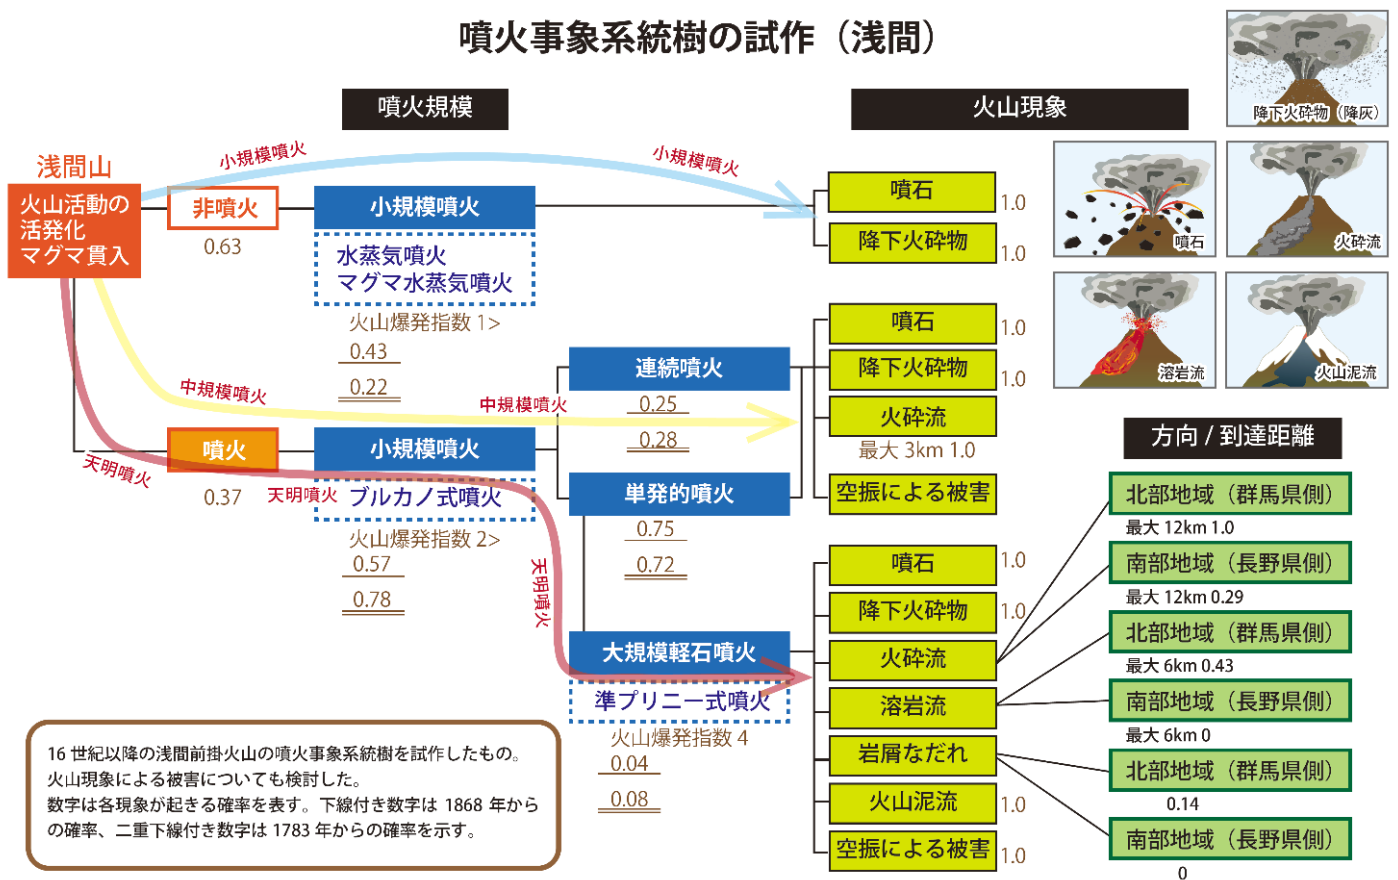 噴火事象系統樹の試作（浅間）
噴火規模
火山現象
降下火砕物（降灰）
噴石
火砕流
溶岩流
火山泥流
浅間山
火山活動の
活発化
マグマ貫入
小規模噴火
小規模噴火
非噴火
0.63
小規模噴火
水蒸気噴火
マグマ水蒸気噴火
火山爆発指数 1>
0.43
0.22
噴石
1.0
降下火砕物
1.0
中規模噴火
中規模噴火
天明噴火
天明噴火
天明噴火
噴火
0.37
小規模噴火
ブルカノ式噴火
火山爆発指数 2>
0.57
0.78
連続噴火
0.25
0.28
単発的噴火
0.75
0.72
大規模軽石噴火
準プリニー式噴火
火山爆発指数 4
0.04
0.08
噴石
1.0
降下火砕物
1.0
火砕流
最大 3km 1.0
空振による被害
噴石
1.0
降下火砕物
1.0
火砕流
溶岩流
岩屑なだれ
火山泥流
1.0
空振による被害
1.0
方向 / 到達距離
北部地域（群馬県側）
最大 12km 1.0
南部地域（長野県側）
最大 12km 0.29
北部地域（群馬県側）
最大 6km 0.43
南部地域（長野県側）
最大 6km 0
北部地域（群馬県側）
0.14
南部地域（長野県側）
0
16 世紀以降の浅間前掛火山の噴火事象系統樹を試作したもの。
火山現象による被害についても検討した。
数字は各現象が起きる確率を表す。下線付き数字は 1868 年から
の確率、二重下線付き数字は 1783 年からの確率を示す。